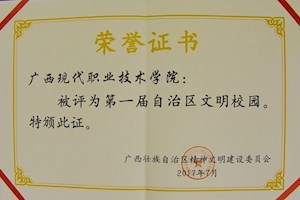 荣誉证书
广西现代职业技术学院：
被评为第一届自治区文明校园。
特颁此证。
广西壮族自治区精神文明建设委员会
2017年7月